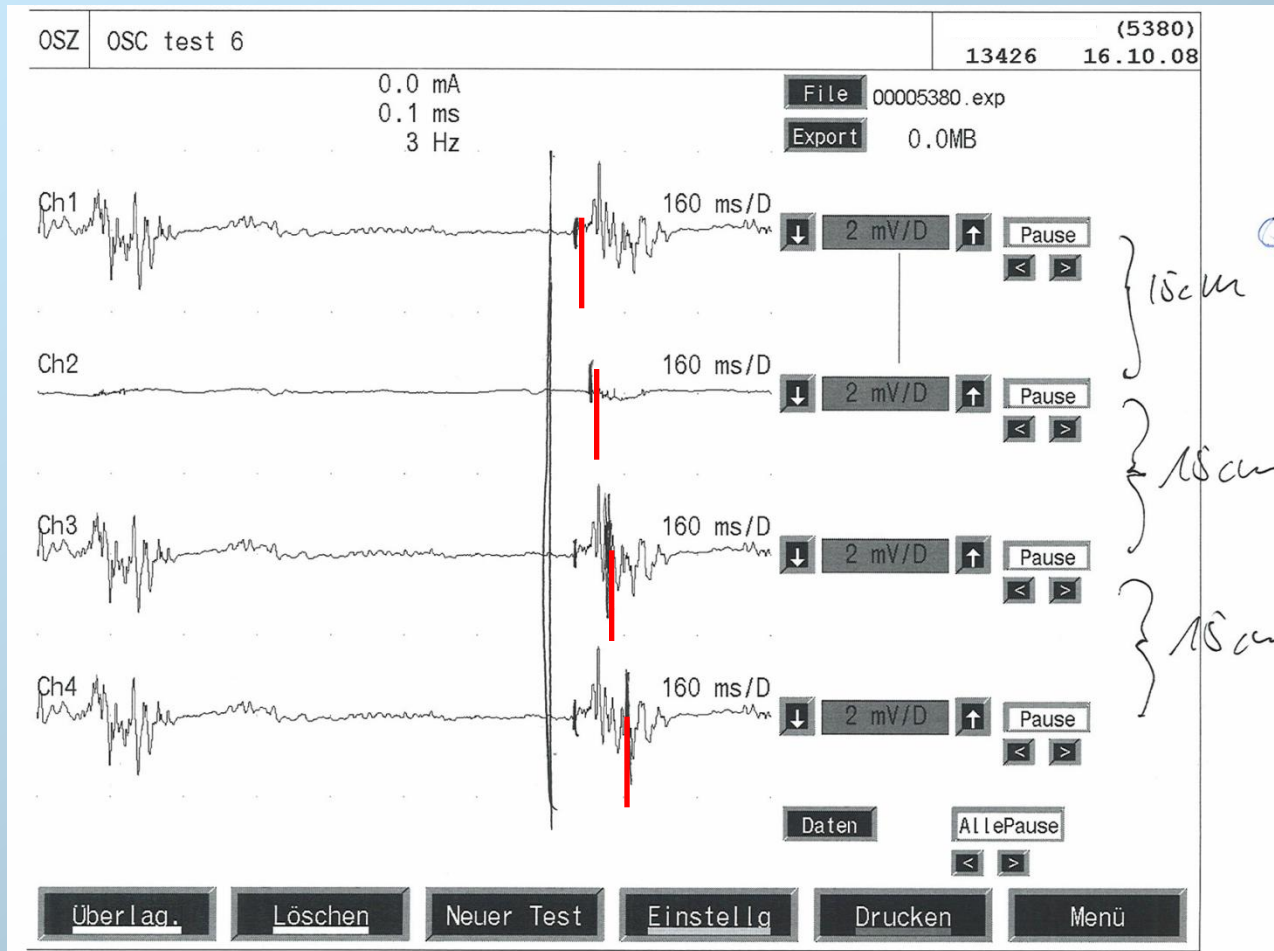 OSZ OSC test 6 (5380)
13426 16.10.08
0.0 mA
0.1 ms
3 Hz
File 00005380.exp
Export 0.0MB
Ch1 160 ms/D ↓ 2 mV/D ↑ Pause
< >
15cm
Ch2 160 ms/D ↓ 2 mV/D ↑ Pause
< >
15cm
Ch3 160 ms/D ↓ 2 mV/D ↑ Pause
< >
15cm
Ch4 160 ms/D ↓ 2 mV/D ↑ Pause
< >
Daten AllePause
< >
Überlag. Löschen Neuer Test Einstellg Drucken Menü